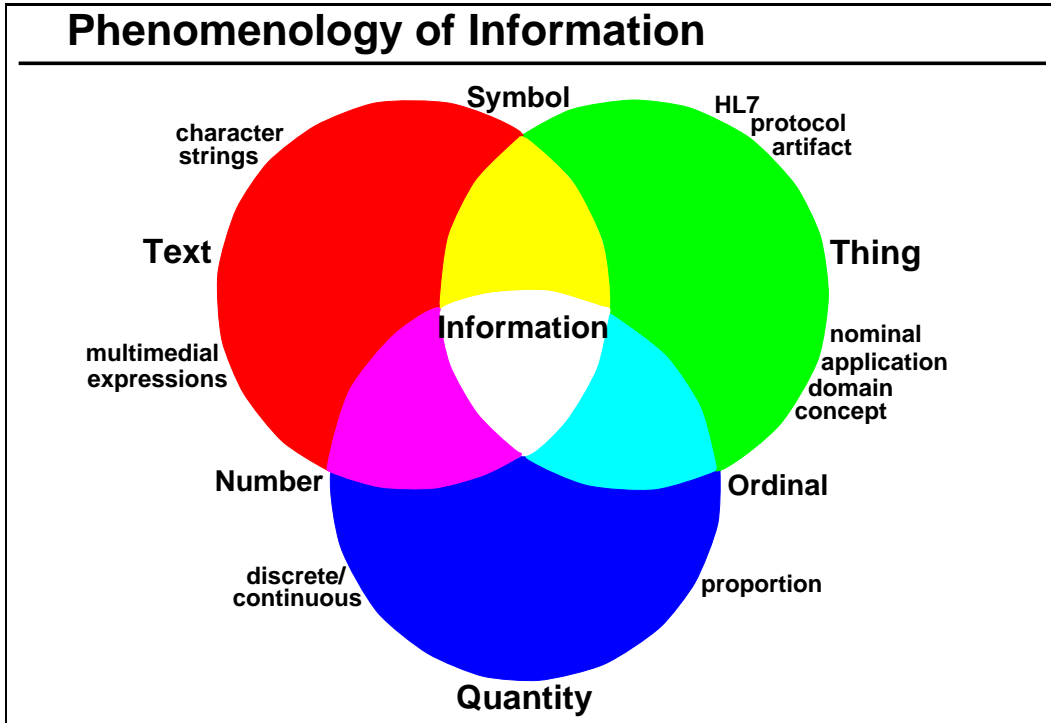 Phenomenology of Information
Symbol
HL7
protocol
artifact
character
strings
Text
Thing
Information
nominal
application
domain
concept
multimedial
expressions
Number
Ordinal
discrete/
continuous
proportion
Quantity